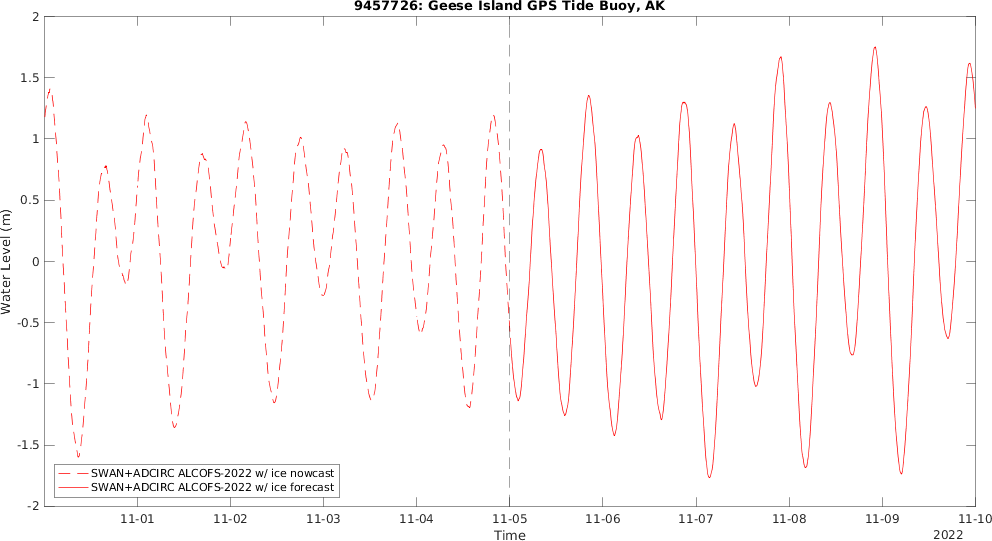 9457726: Geese Island GPS Tide Buoy, AK
2
1.5
1
0.5
0
-0.5
-1
-1.5
-2
Water Level (m)
SWAN+ADCIRC ALCOFS-2022 w/ ice nowcast
SWAN+ADCIRC ALCOFS-2022 w/ ice forecast
11-01 11-02 11-03 11-04 11-05 11-06 11-07 11-08 11-09 11-10
Time
2022